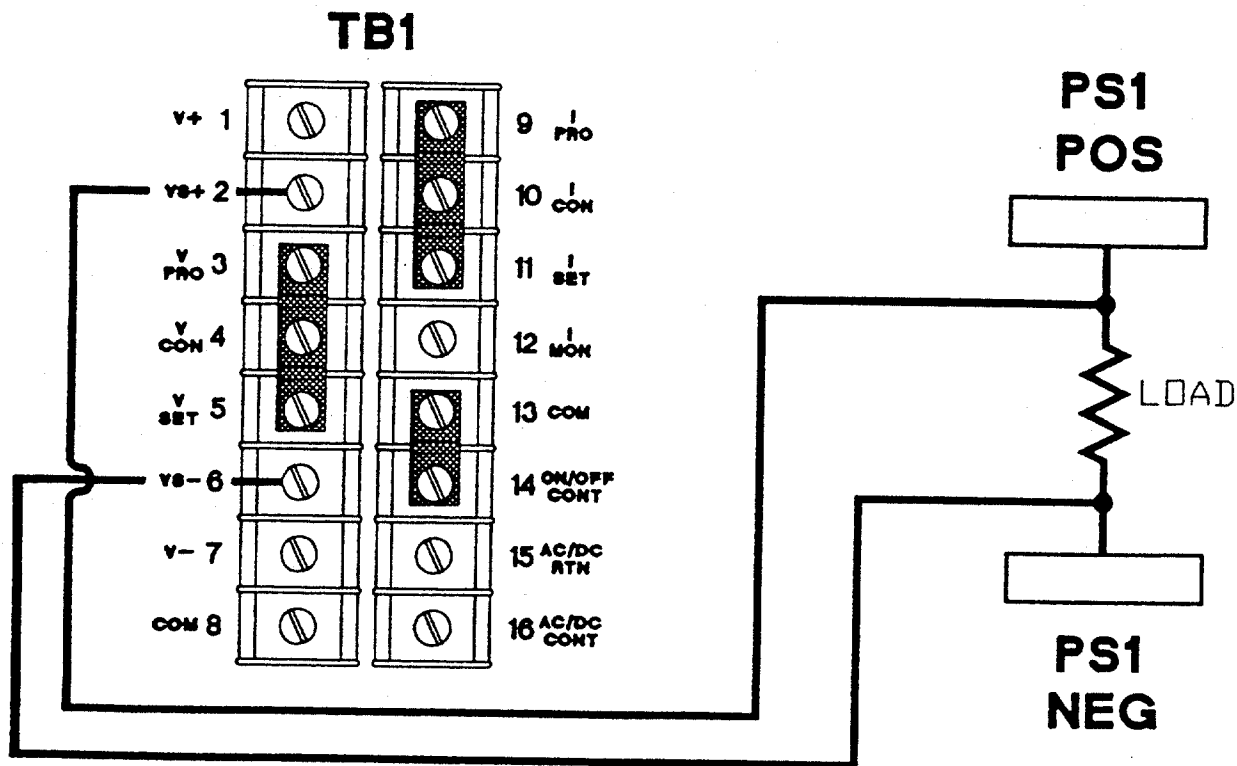 TB1
V+ 1
VS+ 2
V PRO 3
V CON 4
V SET 5
VS- 6
V- 7
COM 8
9 I PRO
10 I CON
11 I SET
12 I MON
13 COM
14 ON/OFF CONT
15 AC/DC RTN
16 AC/DC CONT
PS1
POS
LOAD
PS1
NEG